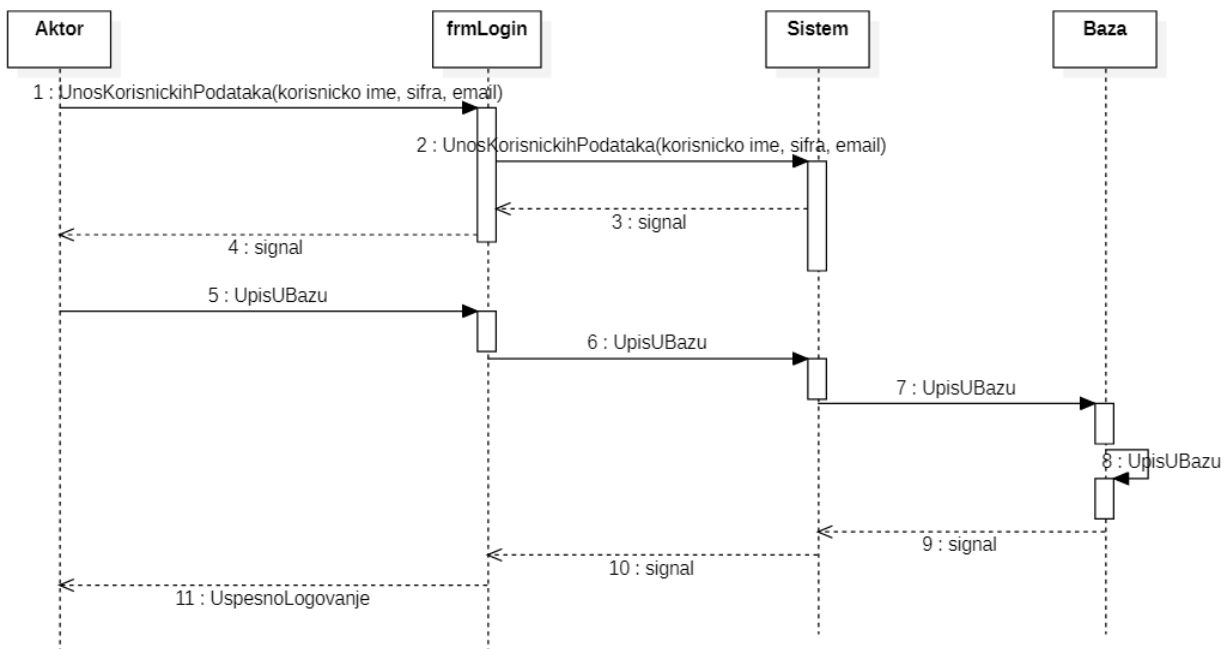 Aktor
frmLogin
Sistem
Baza
1 : UnosKorisnickihPodataka(korisnicko ime, sifra, email)
2 : UnosKorisnickihPodataka(korisnicko ime, sifra, email)
3 : signal
4 : signal
5 : UpisUBazu
6 : UpisUBazu
7 : UpisUBazu
8 : UpisUBazu
9 : signal
10 : signal
11 : UspesnoLogovanje